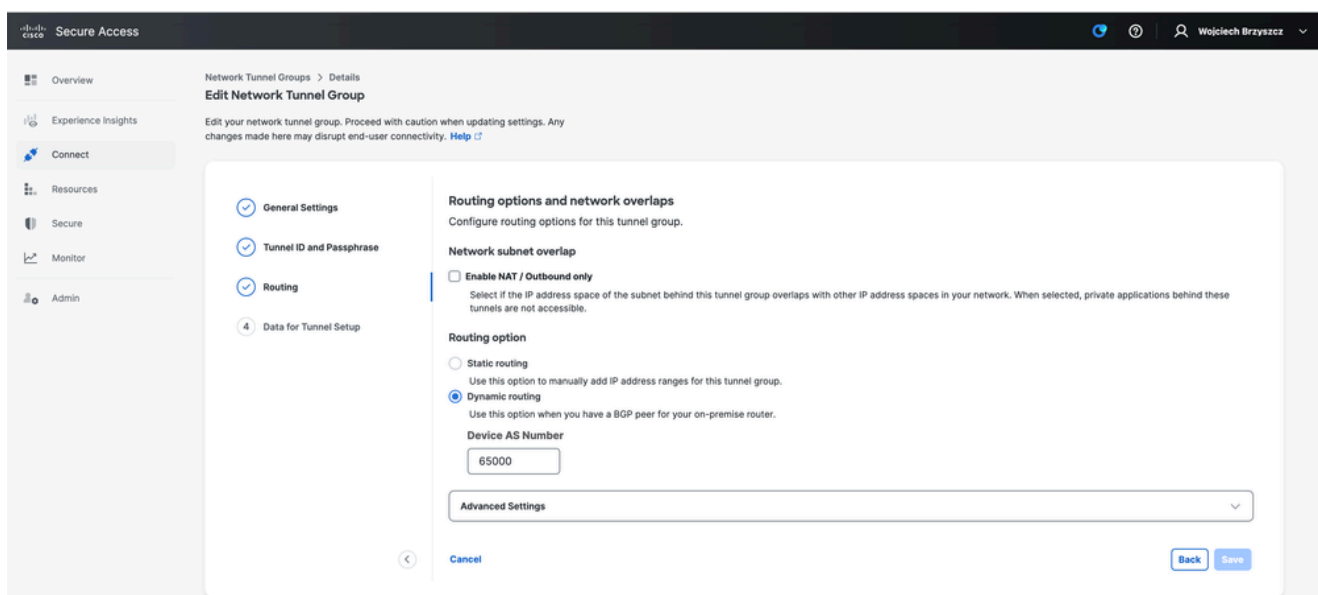 cisco Secure Access
Wojciech Brzyszcz
Overview
Experience Insights
Connect
Resources
Secure
Monitor
Admin
Network Tunnel Groups > Details
Edit Network Tunnel Group
Edit your network tunnel group. Proceed with caution when updating settings. Any
changes made here may disrupt end-user connectivity. Help
General Settings
Tunnel ID and Passphrase
Routing
4 Data for Tunnel Setup
Routing options and network overlaps
Configure routing options for this tunnel group.
Network subnet overlap
Enable NAT / Outbound only
Select if the IP address space of the subnet behind this tunnel group overlaps with other IP address spaces in your network. When selected, private applications behind these
tunnels are not accessible.
Routing option
Static routing
Use this option to manually add IP address ranges for this tunnel group.
Dynamic routing
Use this option when you have a BGP peer for your on-premise router.
Device AS Number
65000
Advanced Settings
Cancel
Back Save